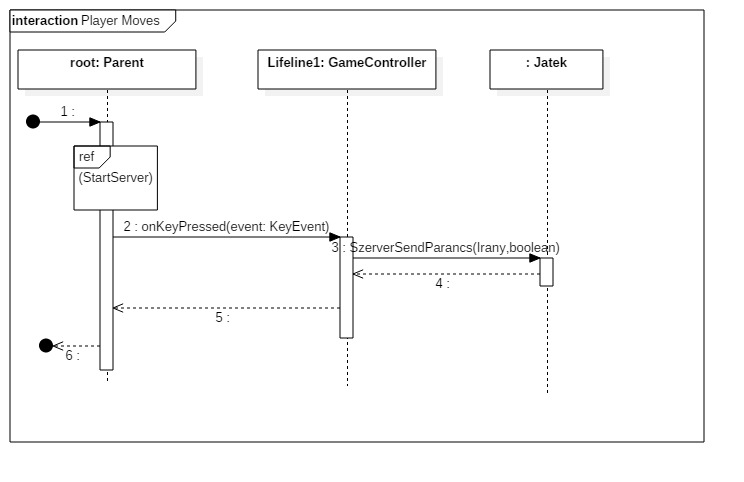 interaction Player Moves
root: Parent
Lifeline1: GameController
: Jatek
1 :
ref
(StartServer)
2 : onKeyPressed(event: KeyEvent)
3 : SzerverSendParancs(Irany,boolean)
4 :
5 :
6 :